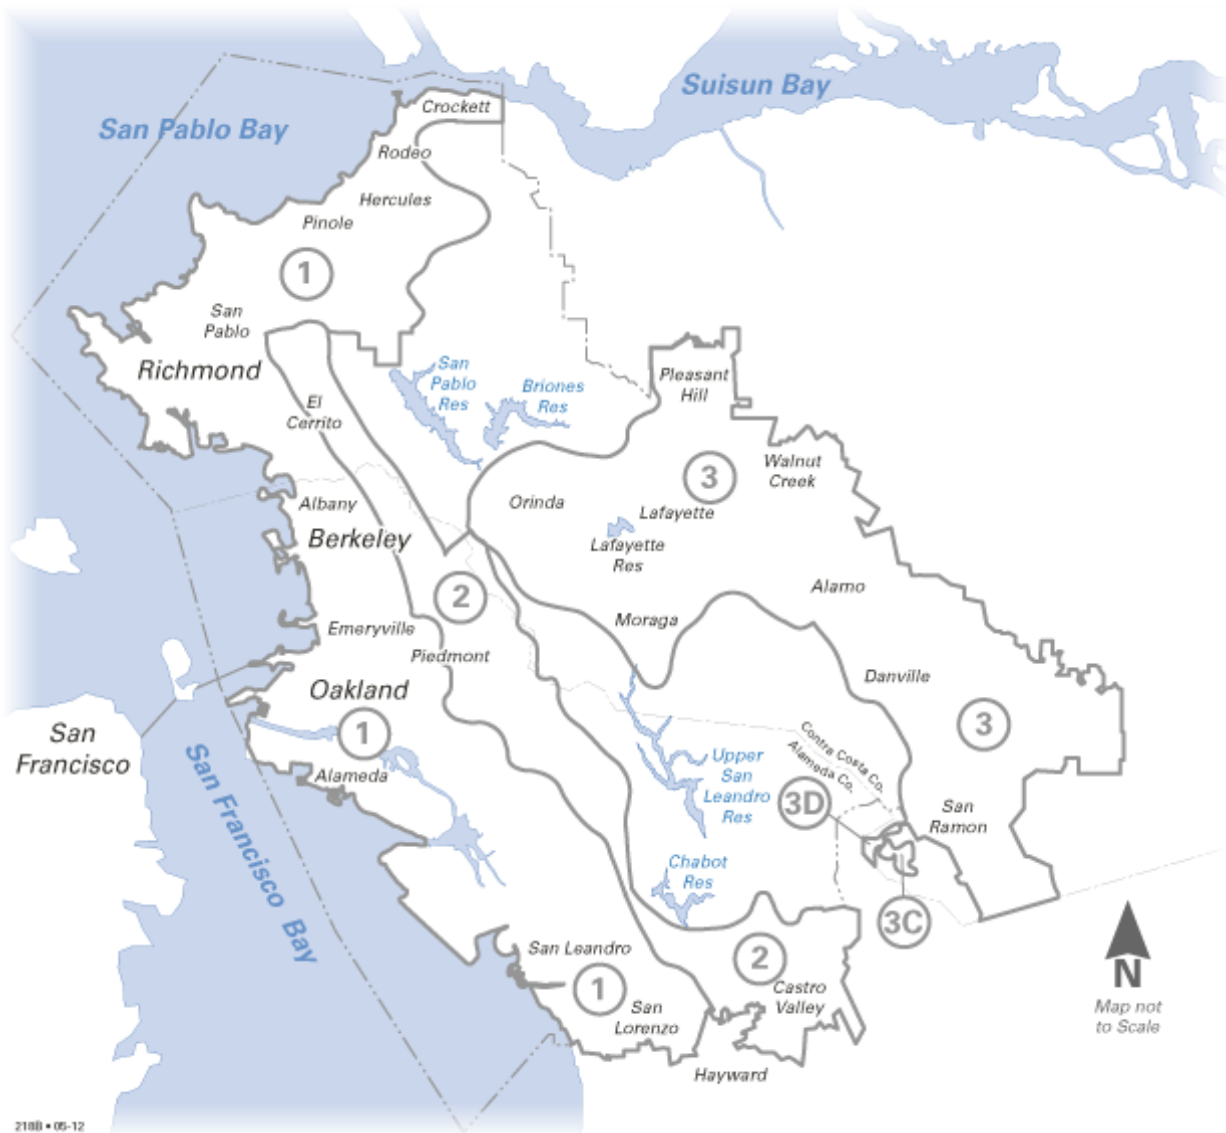 Suisun Bay
San Pablo Bay
Crockett
Rodeo
Hercules
Pinole
1
San
Pablo
Richmond
San
Pablo
Res
Briones
Res
Pleasant
Hill
El
Cerrito
Walnut
Creek
3
Orinda
Lafayette
Albany
Berkeley
Lafayette
Res
2
Alamo
Moraga
Emeryville
Piedmont
Danville
Oakland
1
3
San
Francisco
Contra Costa Co.
Alameda Co.
Upper
San
Leandro
Res
Alameda
San Francisco Bay
3D
San
Ramon
Chabot
Res
3C
San Leandro
2
1
Castro
Valley
San
Lorenzo
N
Map not
to Scale
Hayward
218B • 05-12